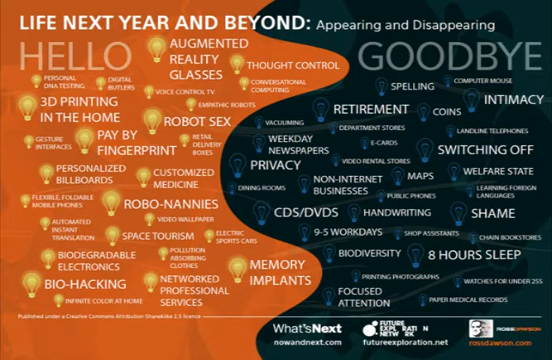 LIFE NEXT YEAR AND BEYOND: Appearing and Disappearing
HELLO
GOODBYE
AUGMENTED
REALITY
GLASSES
THOUGHT CONTROL
PERSONAL
DNA TESTING
DIGITAL
BUTLERS
VOICE CONTROL TV
CONVERSATIONAL
COMPUTING
3D PRINTING
IN THE HOME
EMPATHIC ROBOTS
ROBOT SEX
GESTURE
INTERFACES
PAY BY
FINGERPRINT
RETAIL
DELIVERY
BOXES
PERSONALIZED
BILLBOARDS
CUSTOMIZED
MEDICINE
FLEXIBLE, FOLDABLE
MOBILE PHONES
ROBO-NANNIES
VIDEO WALLPAPER
AUTOMATED
INSTANT
TRANSLATION
SPACE TOURISM
ELECTRIC
SPORTS CARS
BIODEGRADABLE
ELECTRONICS
POLLUTION
ABSORBING
CLOTHES
MEMORY
IMPLANTS
BIO-HACKING
NETWORKED
PROFESSIONAL
SERVICES
INFINITE COLOR AT HOME
SPELLING
COMPUTER MOUSE
INTIMACY
RETIREMENT
COINS
VACUUMING
DEPARTMENT STORES
LANDLINE TELEPHONES
WEEKDAY
NEWSPAPERS
E-CARDS
SWITCHING OFF
PRIVACY
VIDEO RENTAL STORES
WELFARE STATE
DINING ROOMS
NON-INTERNET
BUSINESSES
MAPS
PUBLIC PHONES
LEARNING FOREIGN
LANGUAGES
CDS/DVDS
HANDWRITING
SHAME
9-5 WORKDAYS
SHOP ASSISTANTS
CHAIN BOOKSTORES
BIODIVERSITY
8 HOURS SLEEP
PRINTING PHOTOGRAPHS
WATCHES FOR UNDER 25S
FOCUSED
ATTENTION
PAPER MEDICAL RECORDS
Published under a Creative Commons Attribution ShareAlike 2.5 licence
What'sNext
nowandnext.com
FUTURE
EXPL RATI N
NETW RK
futureexploration.net
ROSSDAWSON
rossdawson.com